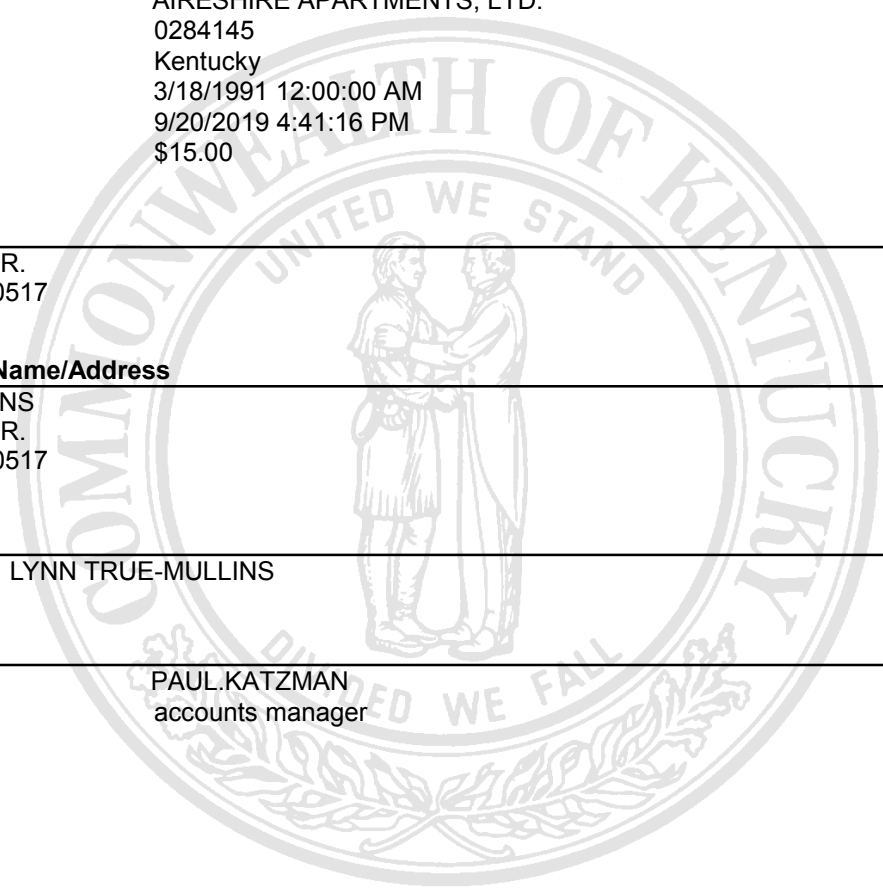 AIRESHIRE APARTMENTS, LTD.
0284145
Kentucky
3/18/1991 12:00:00 AM
9/20/2019 4:41:16 PM
$15.00
R.
0517
Name/Address
NS
R.
0517
LYNN TRUE-MULLINS
PAUL.KATZMAN
accounts manager
COMMONWEALTH OF KENTUCKY
UNITED WE STAND
DIVIDED WE FALL